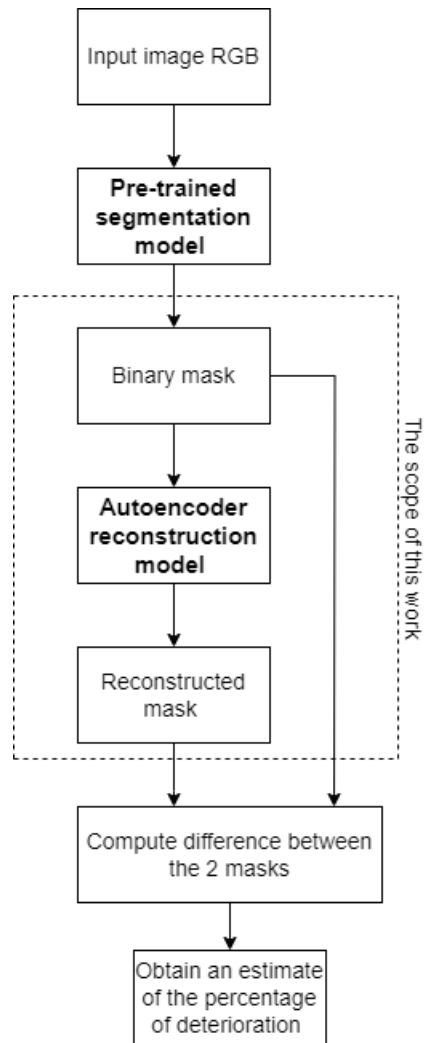 Input image RGB
Pre-trained
segmentation
model
Binary mask
The scope of this work
Autoencoder
reconstruction
model
Reconstructed
mask
Compute difference between
the 2 masks
Obtain an estimate
of the percentage
of deterioration